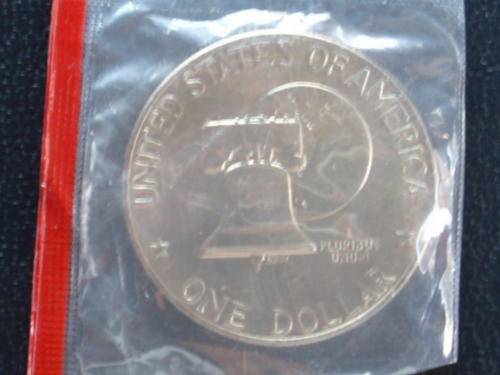 UNITED STATES OF AMERICA
PLURIBUS
UNUM
ONE DOLLAR